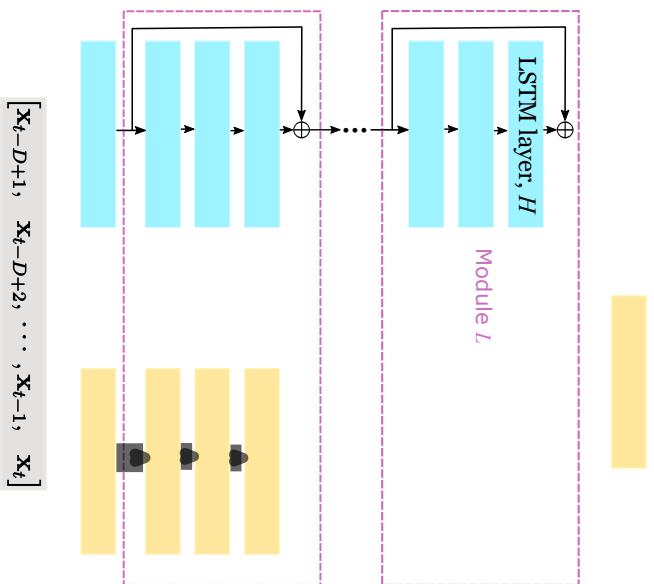 [x_{t−D+1}, x_{t−D+2}, ⋯, x_{t−1}, x_t]
LSTM layer, H
Module L